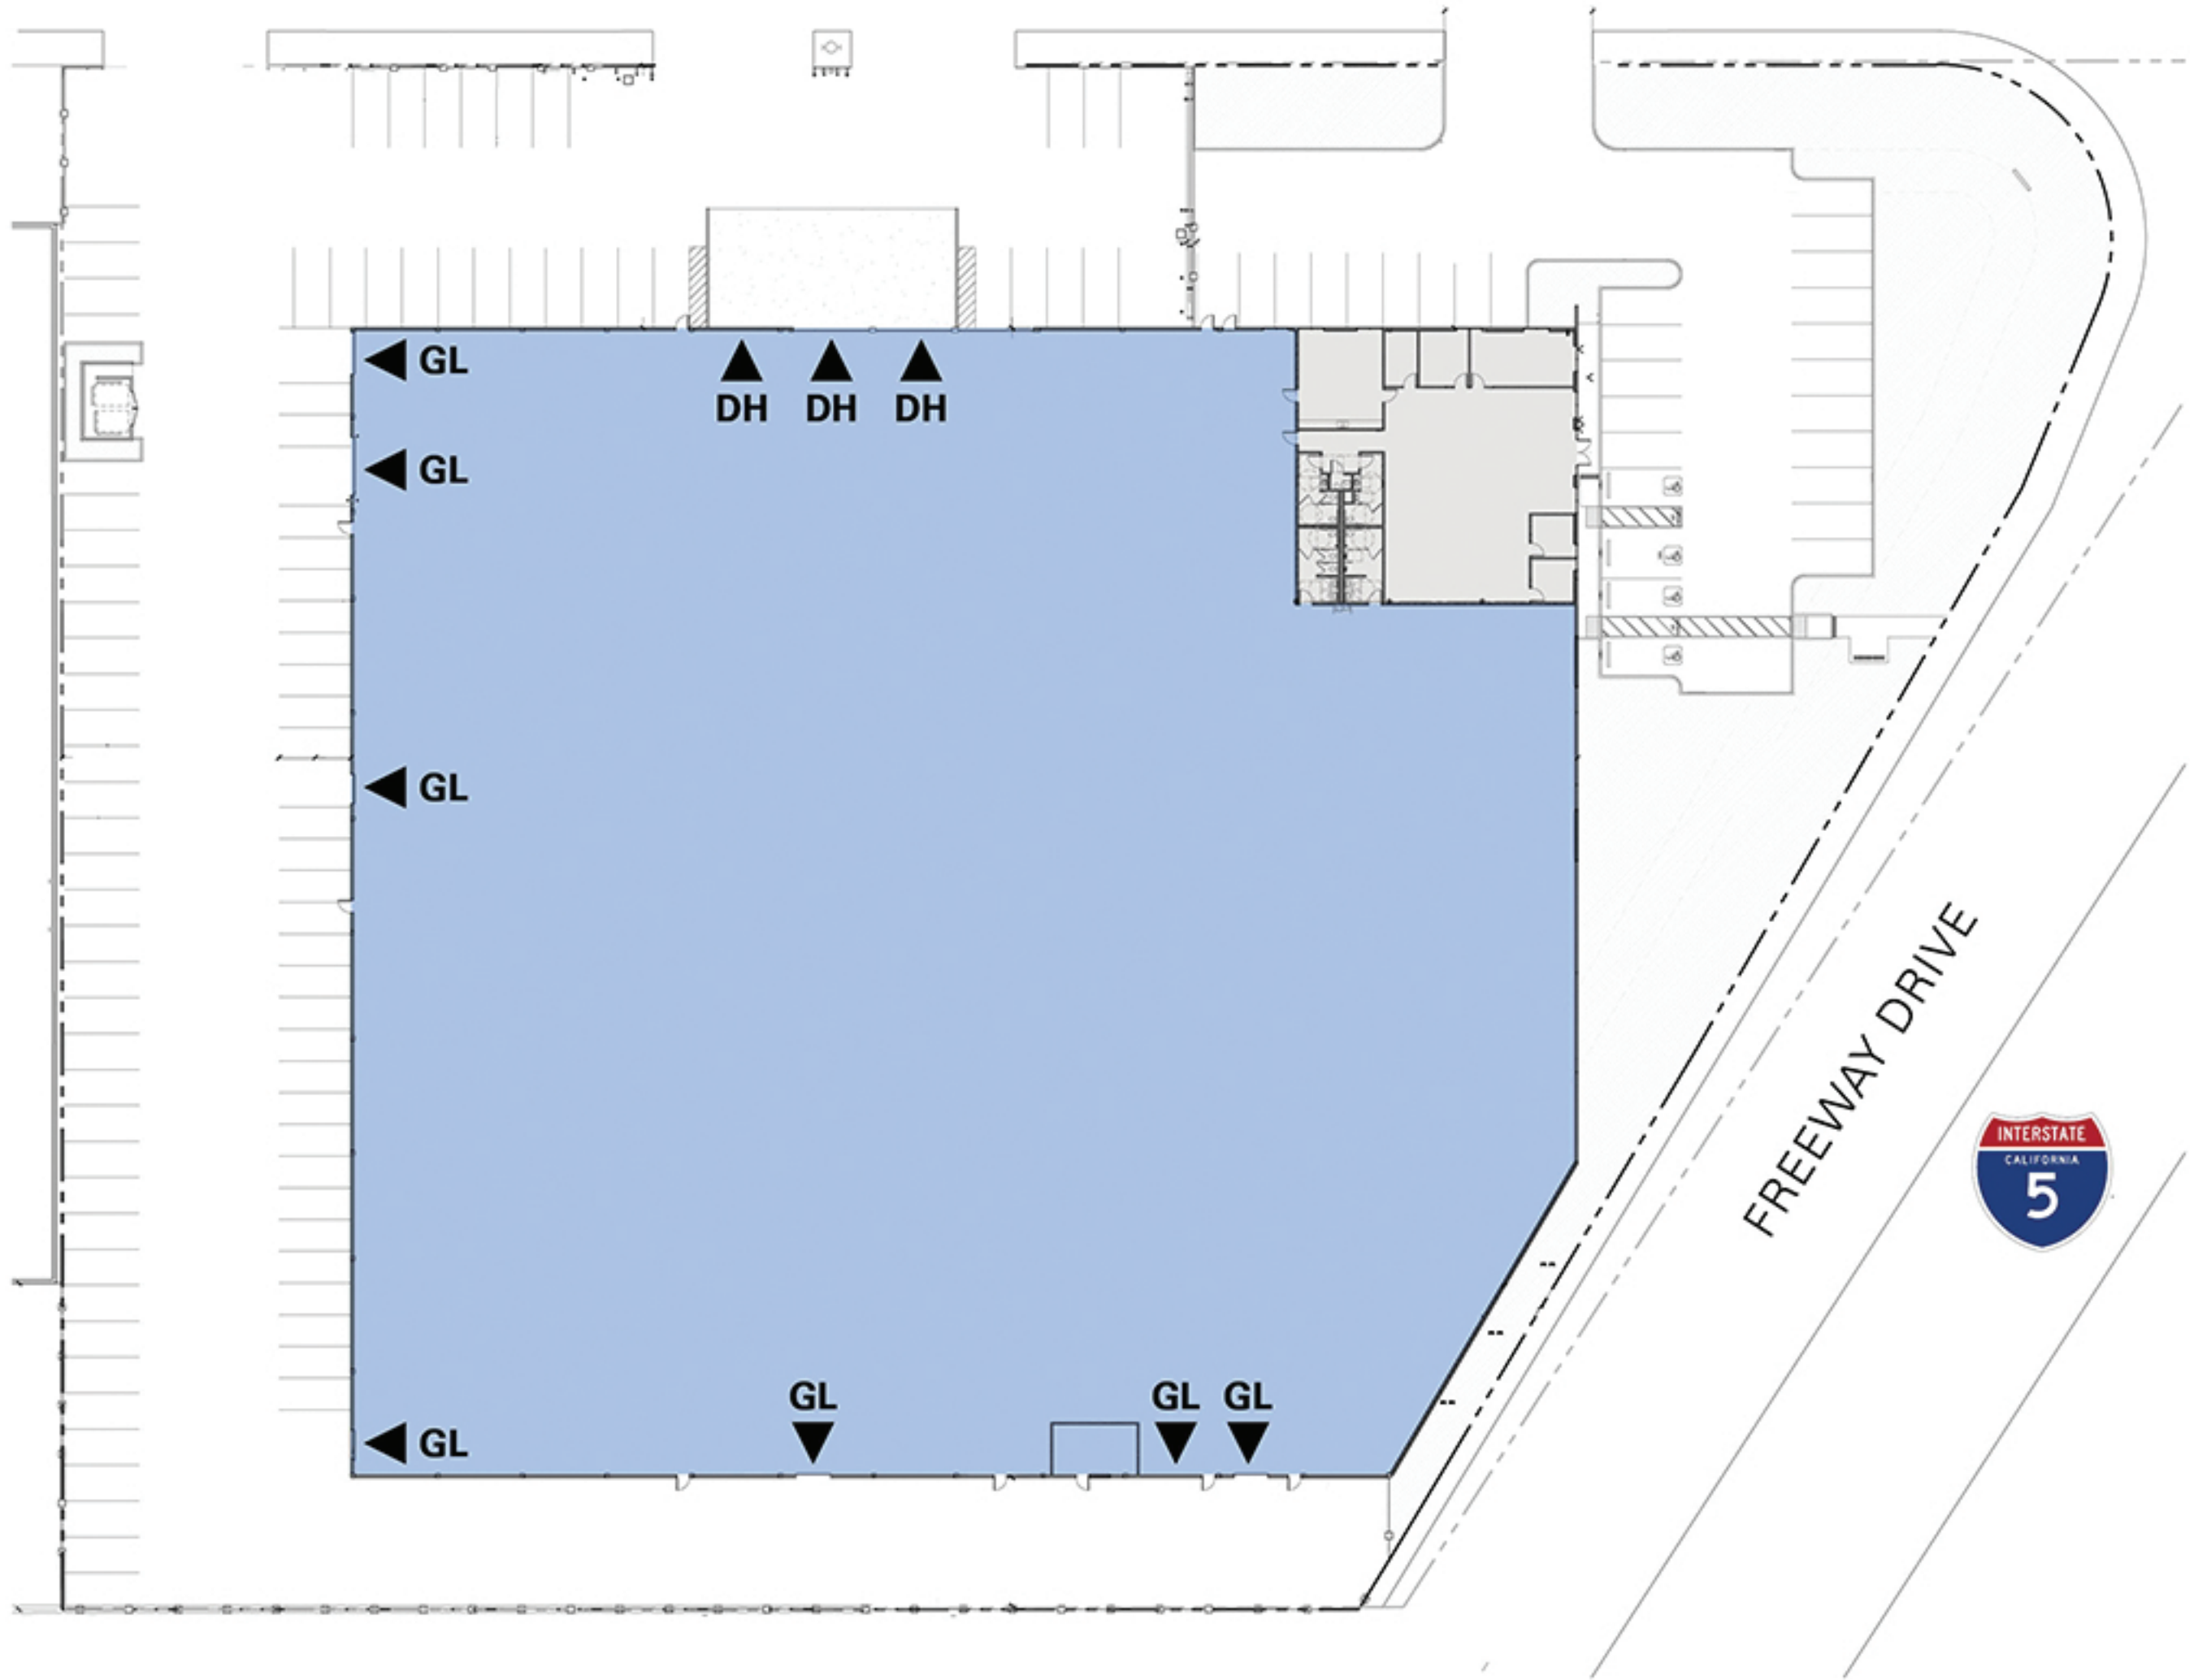 GL
DH DH DH
GL
GL
FREEWAY DRIVE
INTERSTATE
CALIFORNIA
5
GL GL GL
GL